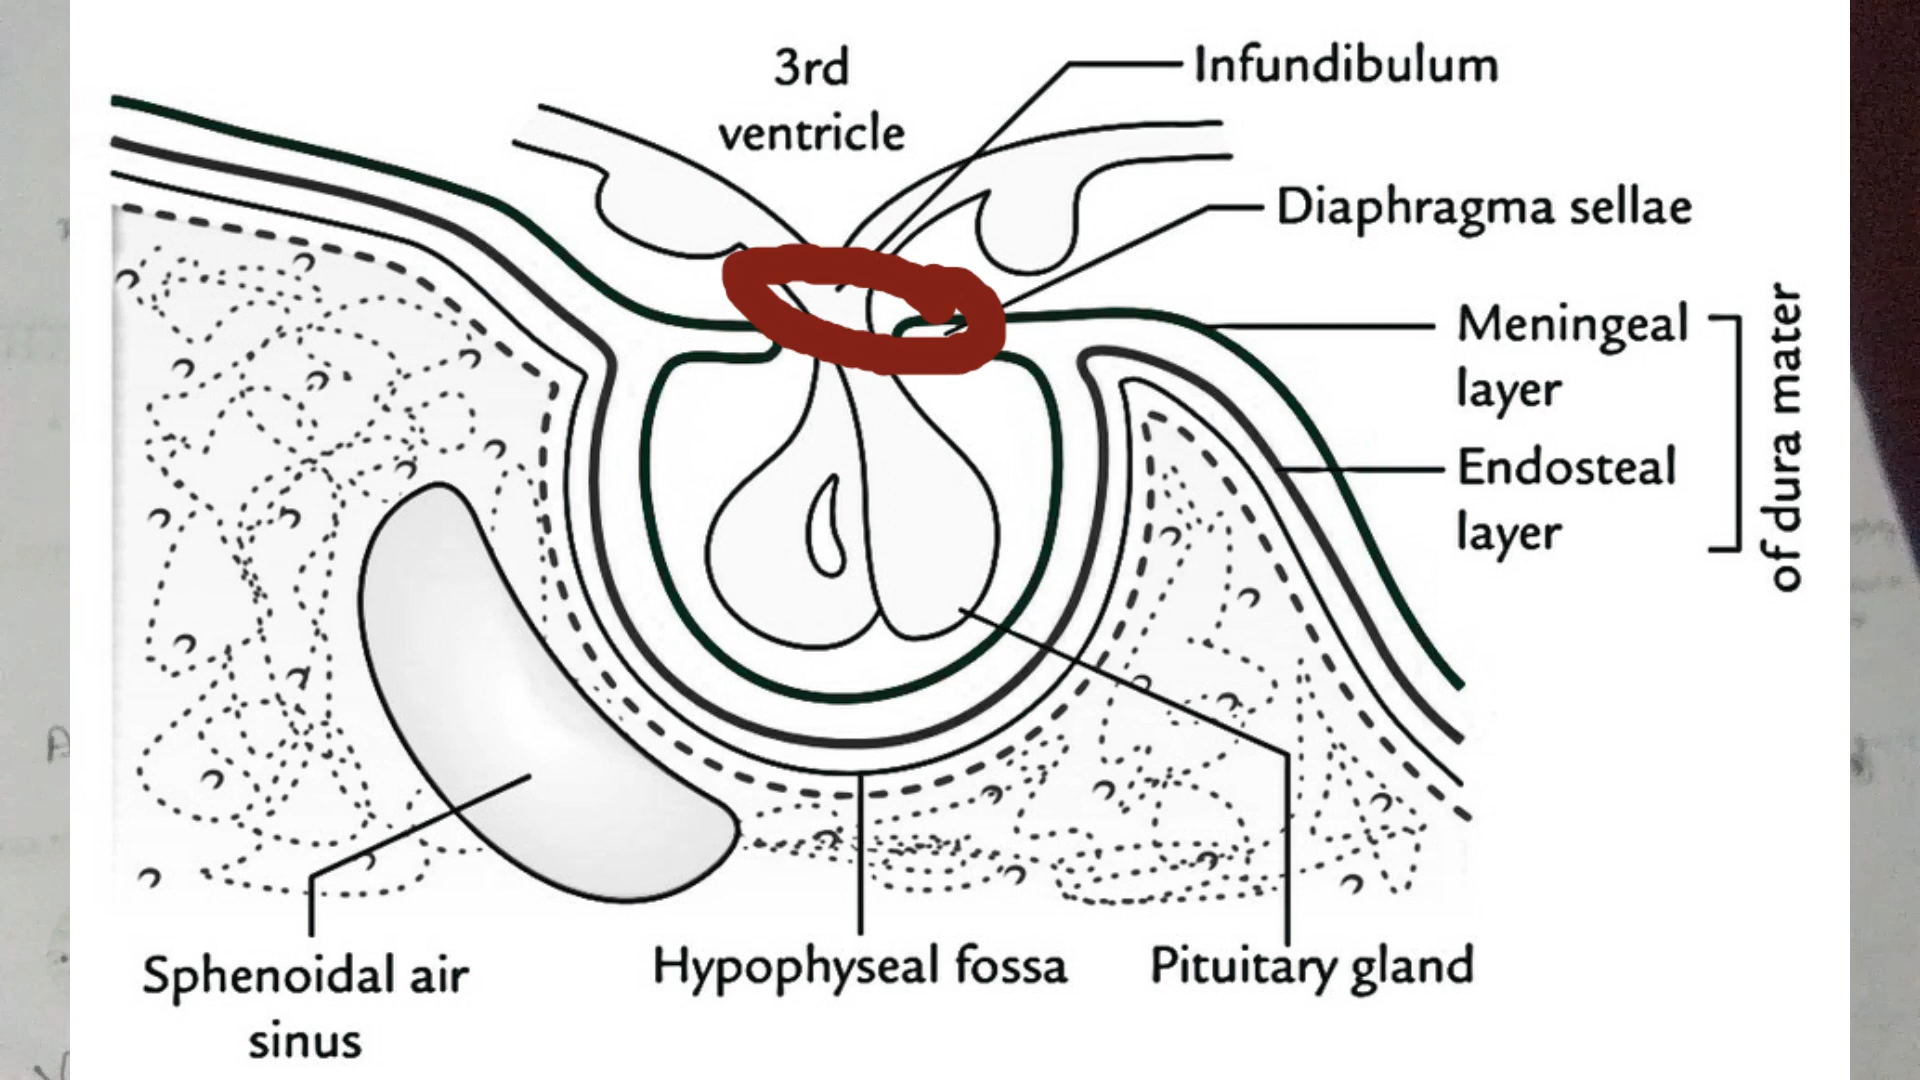 3rd
ventricle
Infundibulum
Diaphragma sellae
Meningeal
layer
Endosteal
layer
of dura mater
Sphenoidal air
sinus
Hypophyseal fossa
Pituitary gland